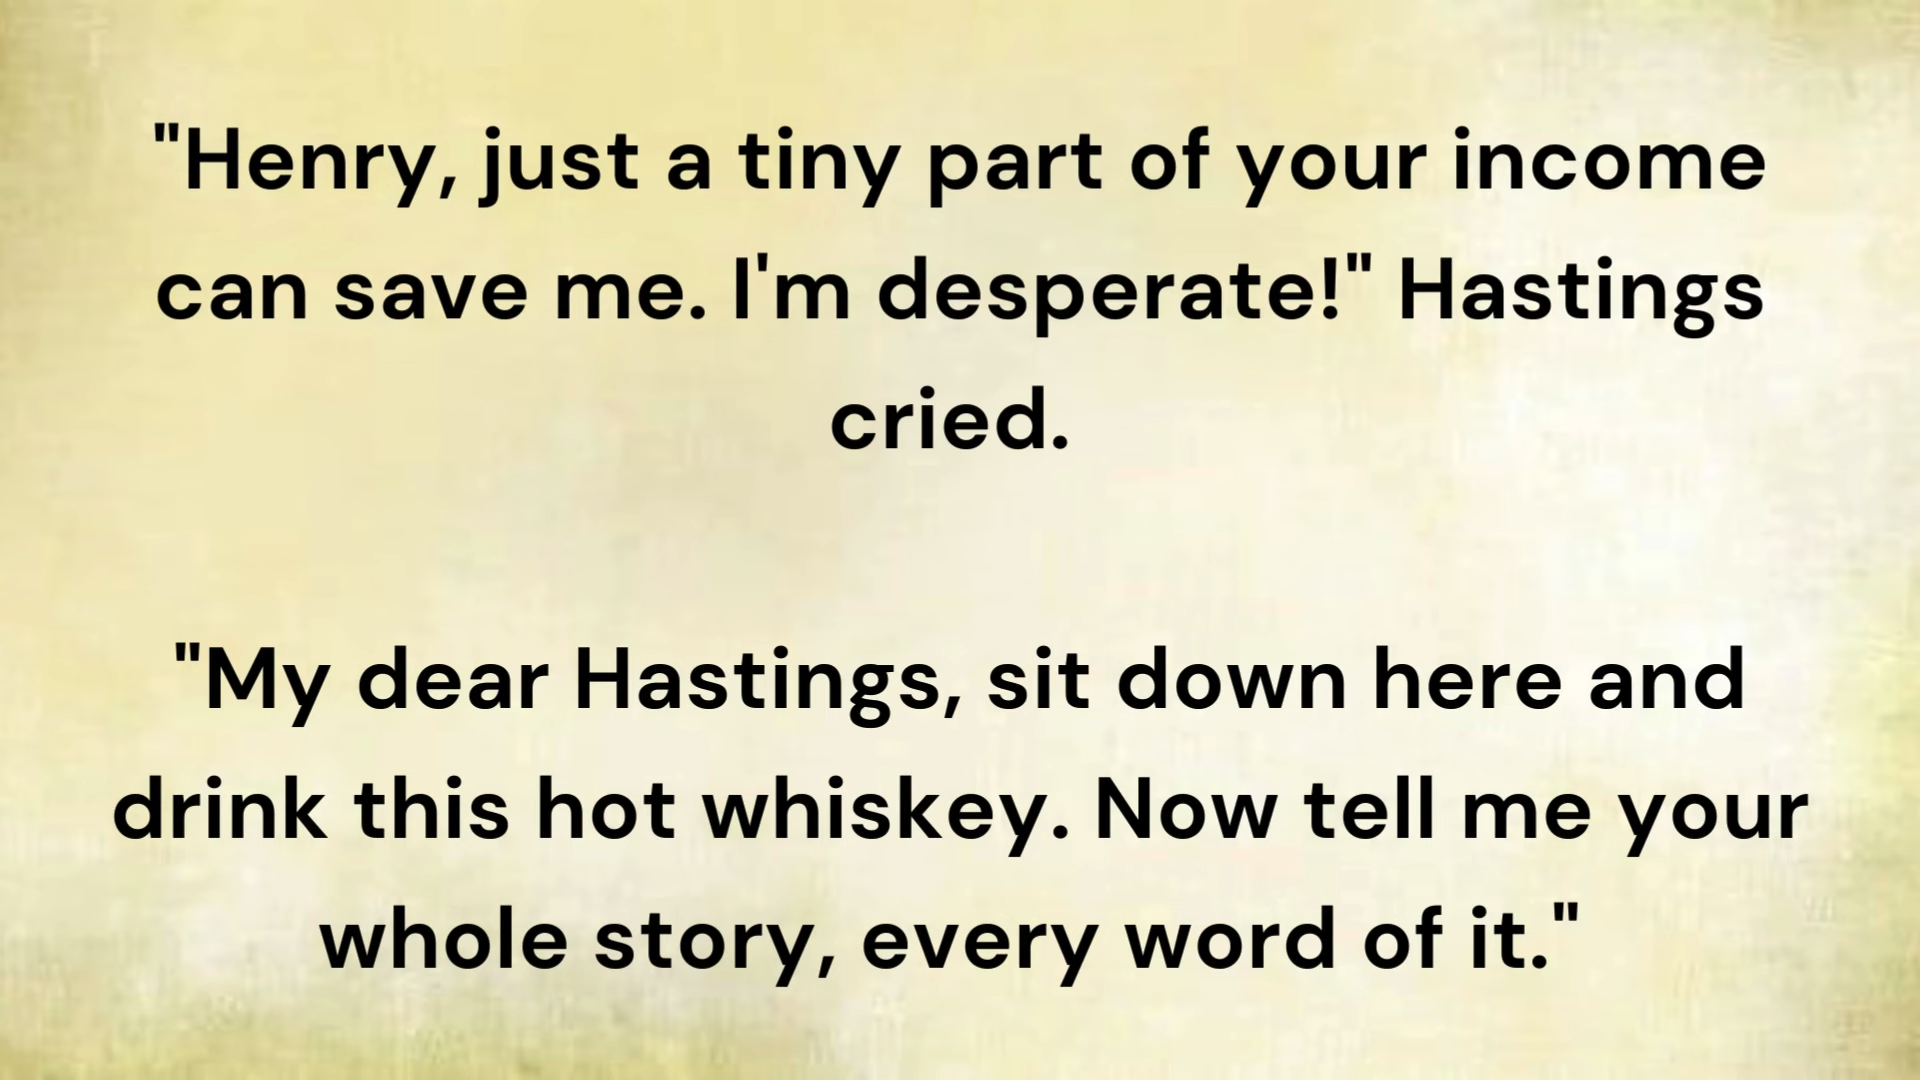 "Henry, just a tiny part of your income
can save me. I'm desperate!" Hastings
cried.
"My dear Hastings, sit down here and
drink this hot whiskey. Now tell me your
whole story, every word of it."